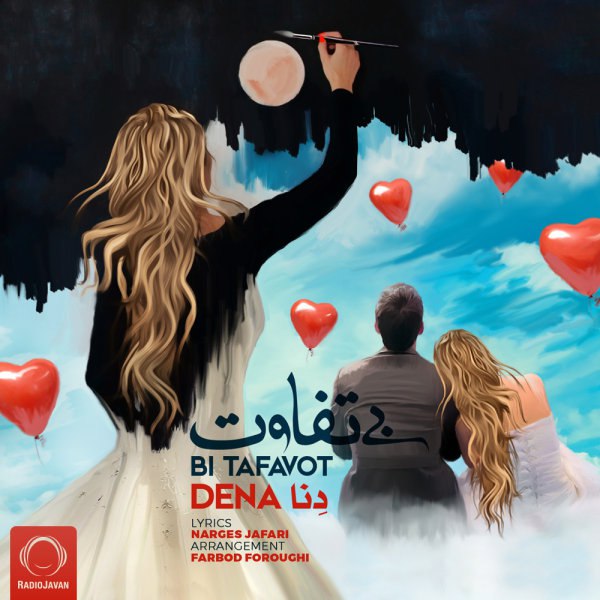 بی تفاوت
BI TAFAVOT
DENA دِنا
LYRICS
NARGES JAFARI
ARRANGEMENT
FARBOD FOROUGHI
RADIOJAVAN